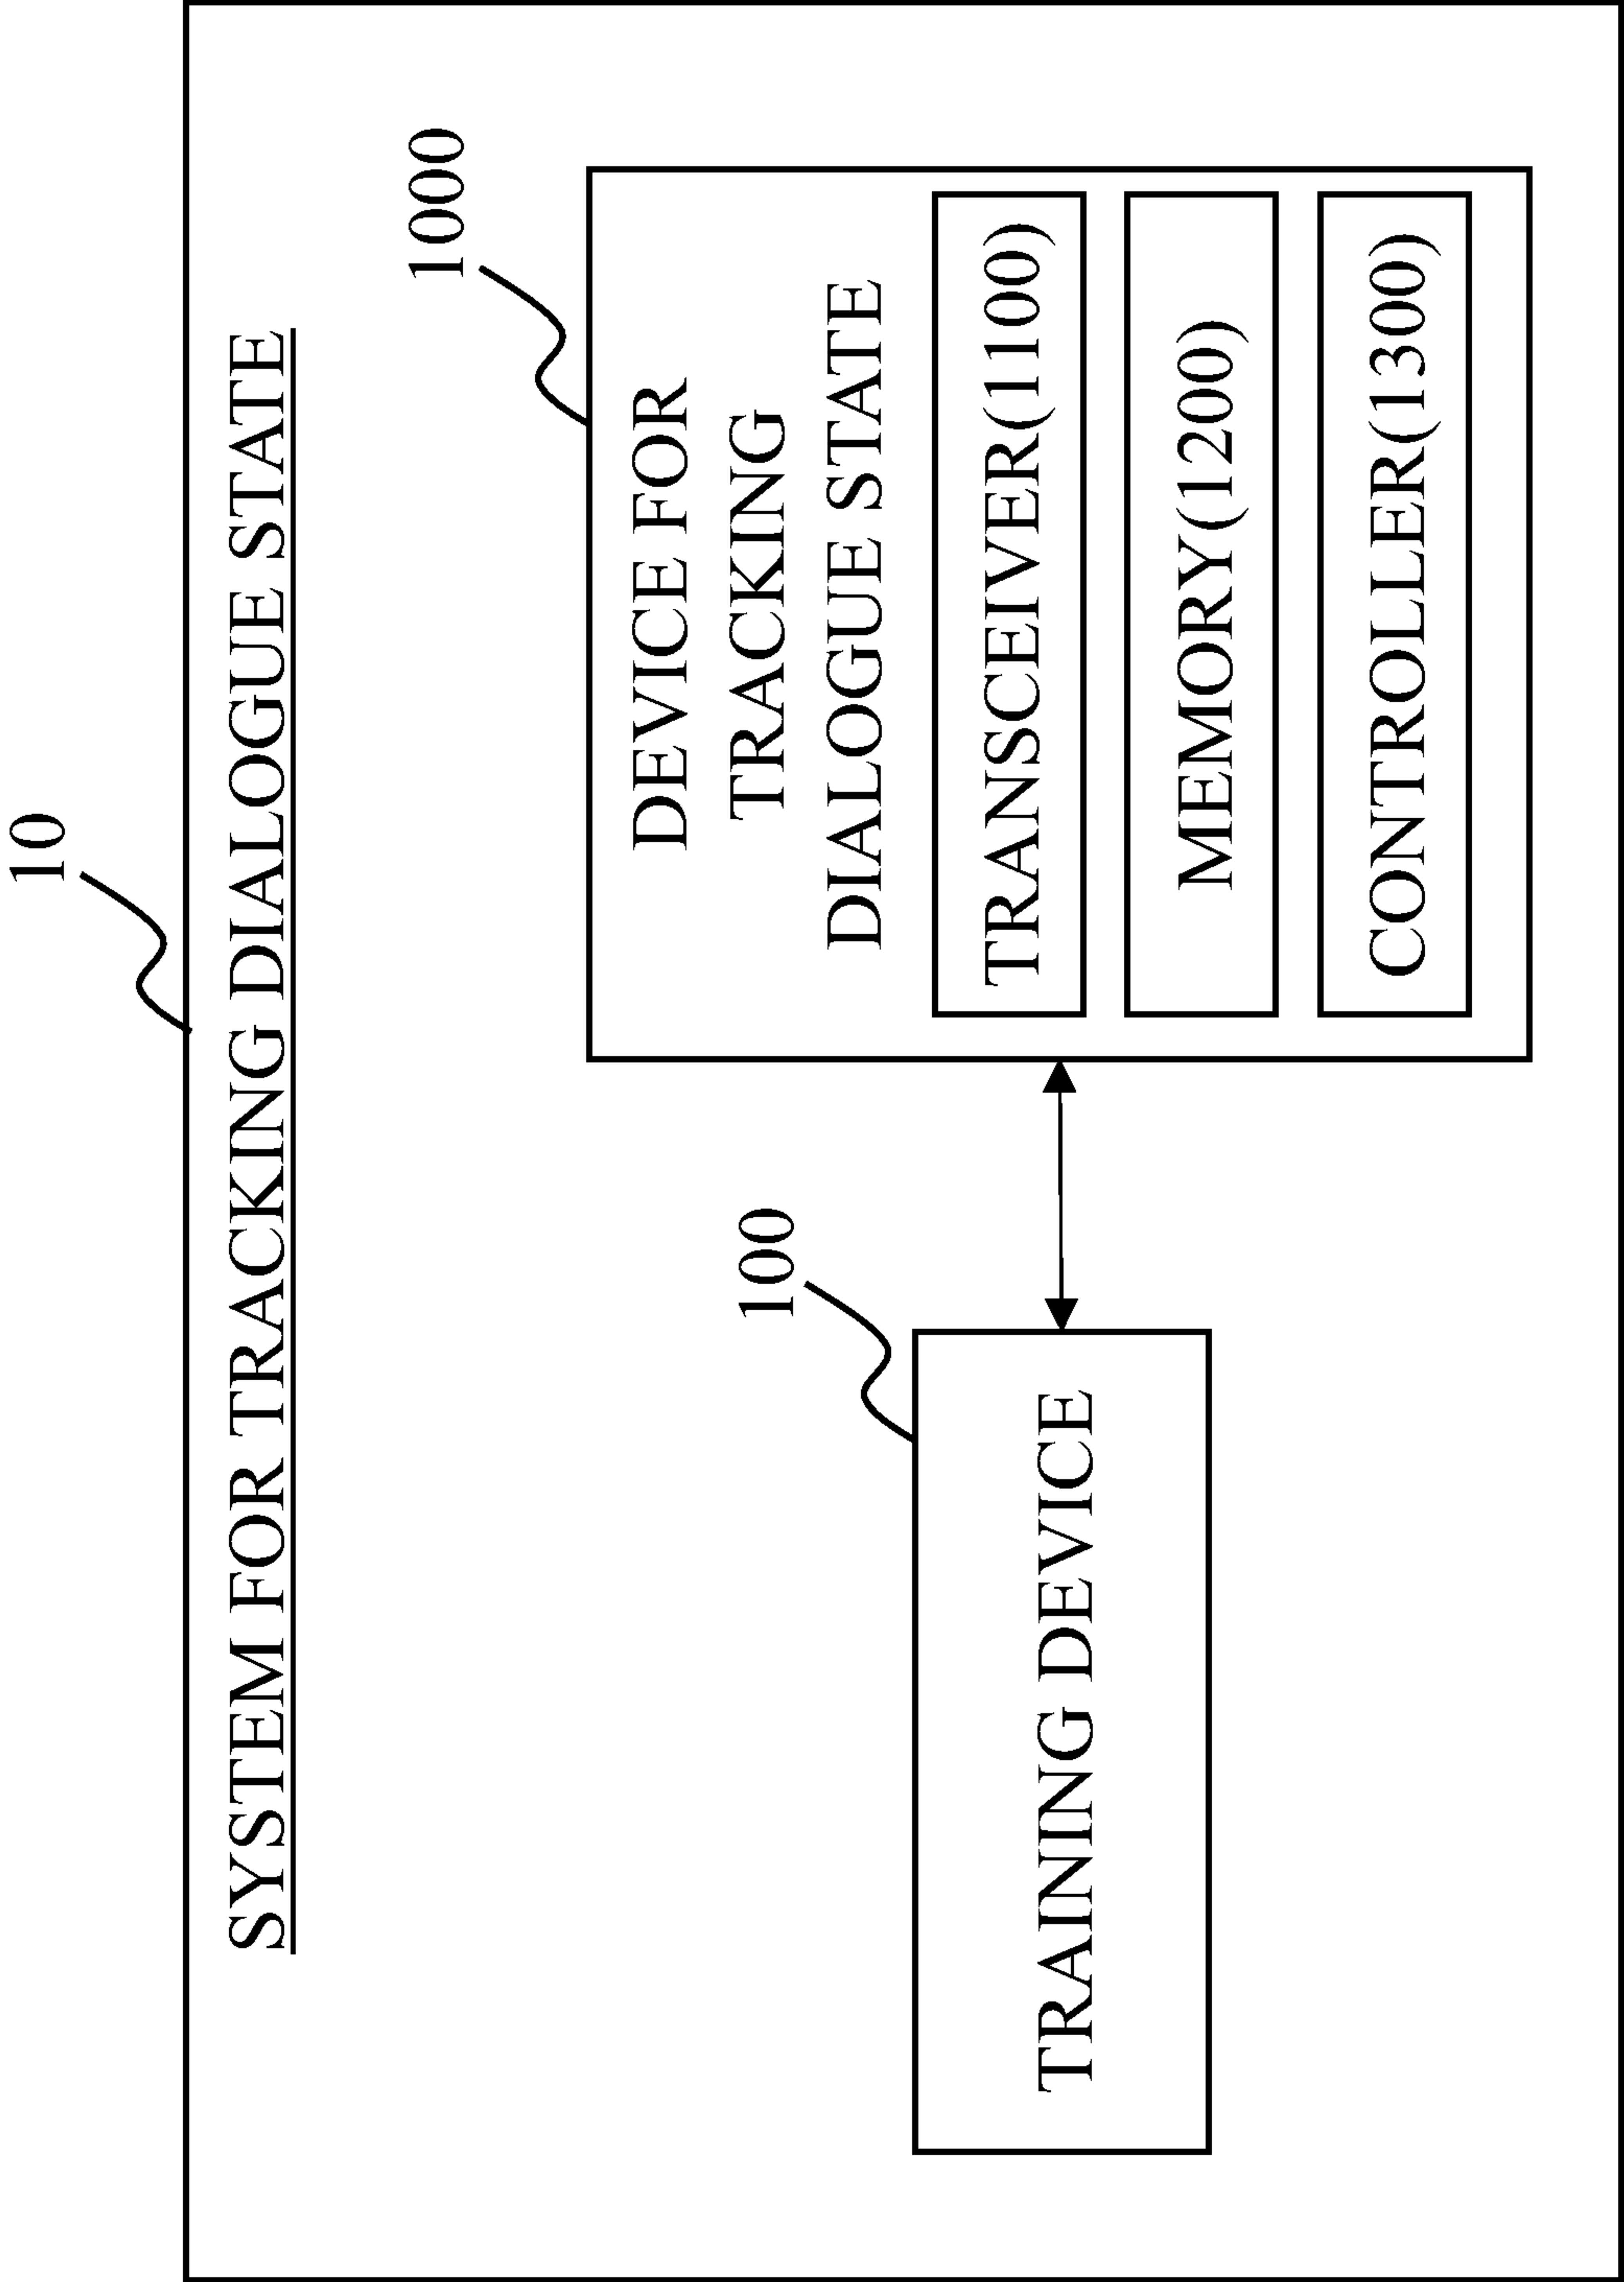 10
SYSTEM FOR TRACKING DIALOGUE STATE
1000
DEVICE FOR
TRACKING
DIALOGUE STATE
100
TRAINING DEVICE
TRANSCEIVER(1100)
MEMORY(1200)
CONTROLLER(1300)